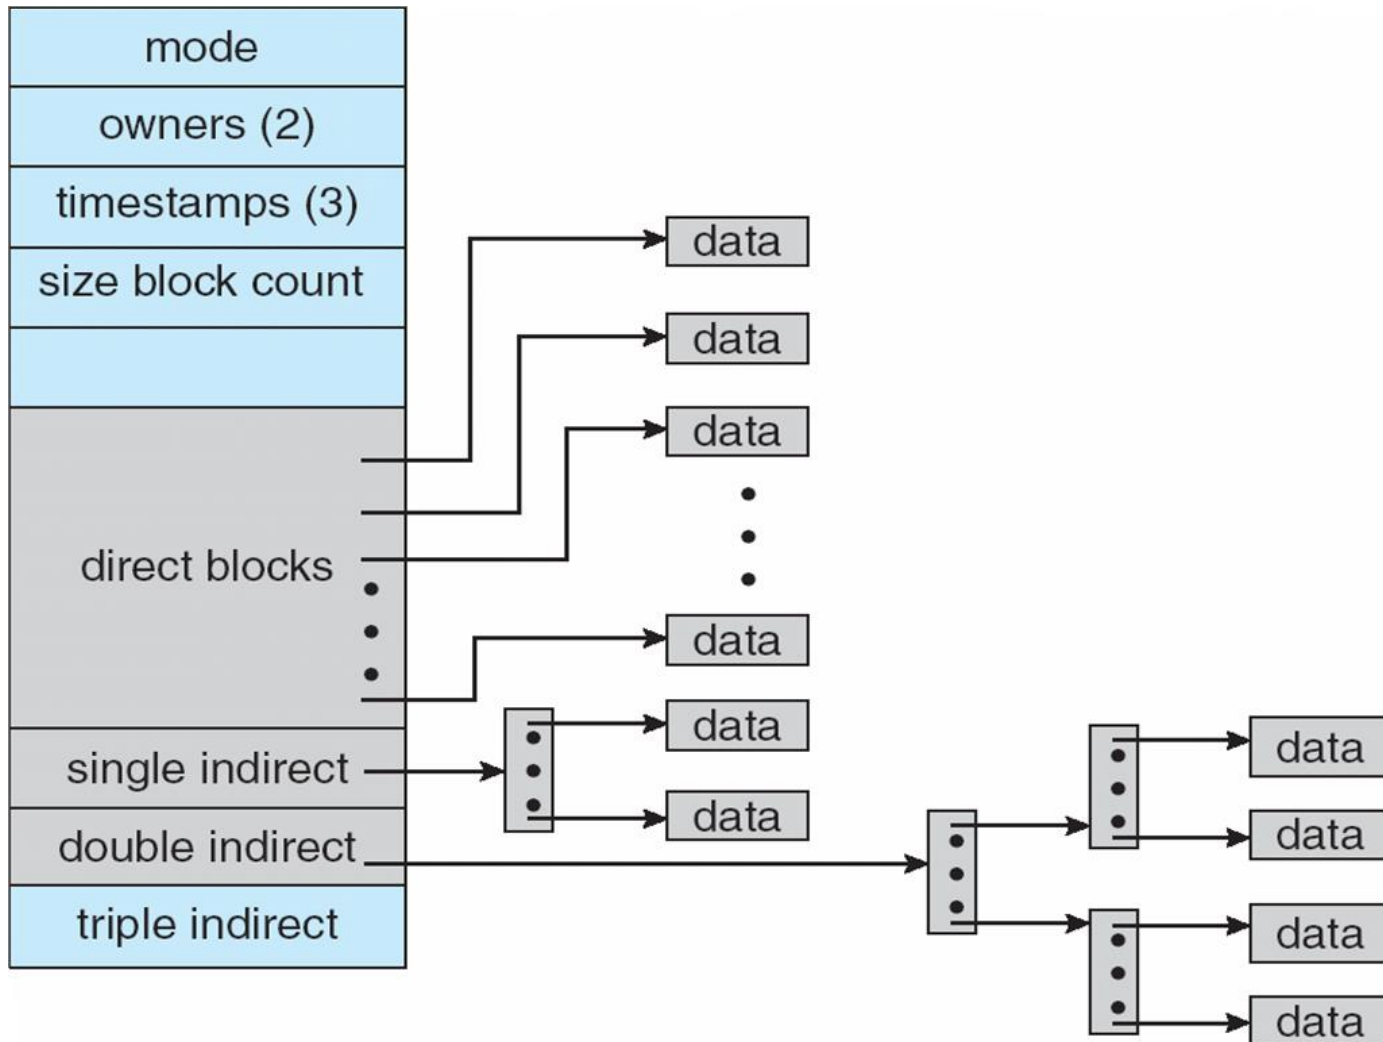 mode
owners (2)
timestamps (3)
size block count
direct blocks
single indirect
double indirect
triple indirect
data
data
data
data
data
data
data
data
data
data